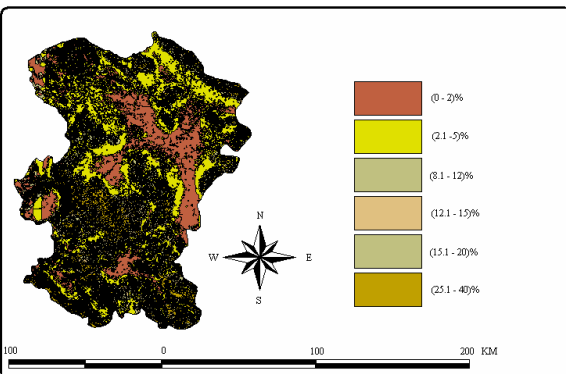 (0 - 2)%
(2.1 -5)%
(8.1 - 12)%
(12.1 - 15)%
(15.1 - 20)%
(25.1 - 40)%
N
W E
S
100 0 100 200 KM